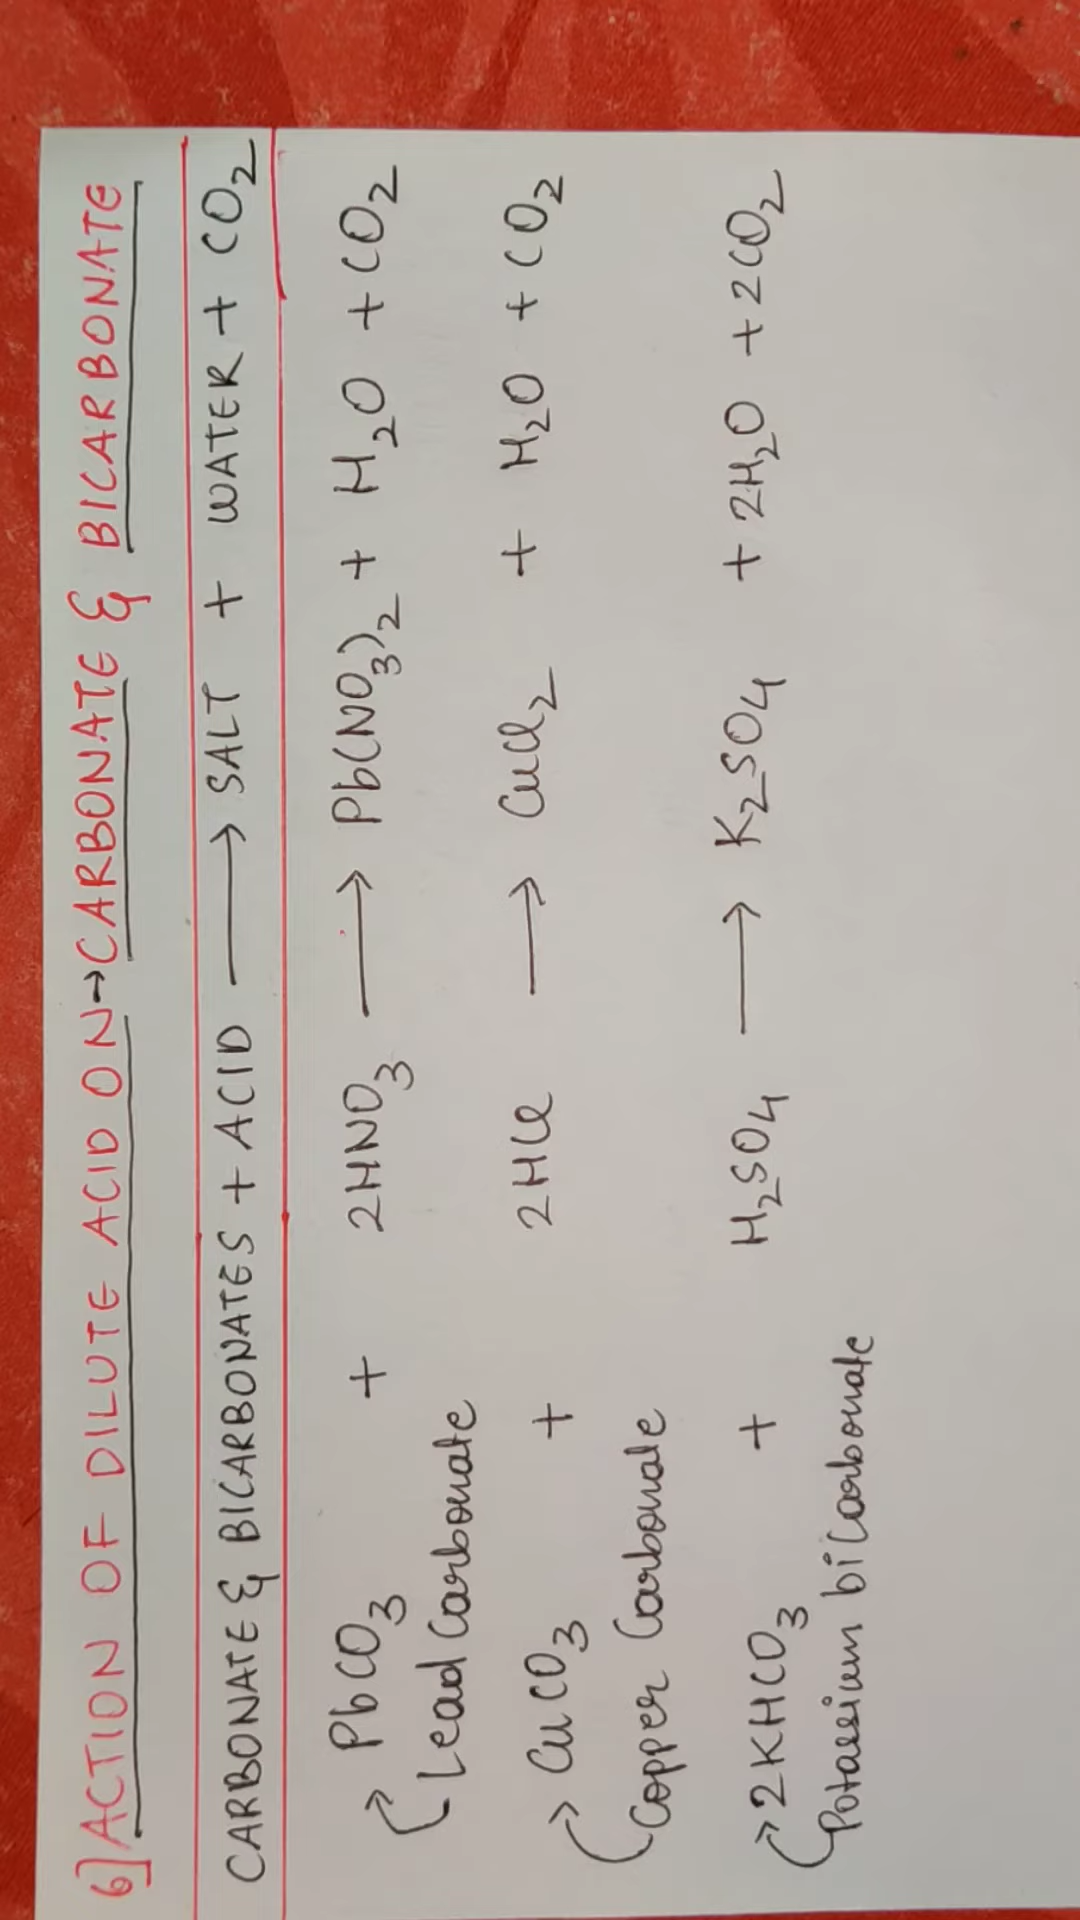 6] ACTION OF DILUTE ACID ON→CARBONATE & BICARBONATE
CARBONATE & BICARBONATES + ACID ⟶ SALT + WATER + CO₂
PbCO₃ + 2HNO₃ ⟶ Pb(NO₃)₂ + H₂O + CO₂
Lead Carbonate
CuCO₃ + 2HCl ⟶ CuCl₂ + H₂O + CO₂
Copper Carbonate
2KHCO₃ + H₂SO₄ ⟶ K₂SO₄ + 2H₂O + 2CO₂
Potassium bicarbonate